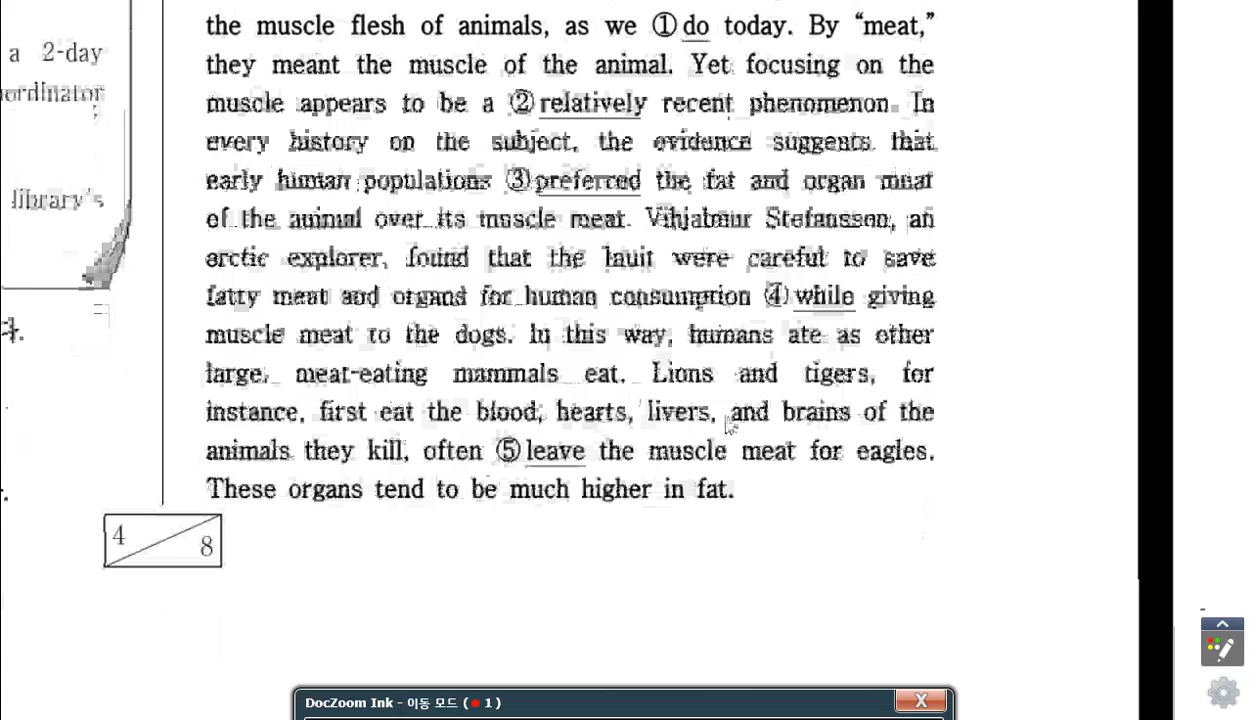 a 2-day
ordinator
library's
the muscle flesh of animals, as we ① do today. By “meat,”
they meant the muscle of the animal. Yet focusing on the
muscle appears to be a ② relatively recent phenomenon. In
every history on the subject, the evidence suggests that
early human populations ③ preferred the fat and organ meat
of the animal over its muscle meat. Vihjalmur Stefansson, an
arctic explorer, found that the Inuit were careful to save
fatty meat and organs for human consumption ④ while giving
muscle meat to the dogs. In this way, humans ate as other
large, meat-eating mammals eat. Lions and tigers, for
instance, first eat the blood, hearts, livers, and brains of the
animals they kill, often ⑤ leave the muscle meat for eagles.
These organs tend to be much higher in fat.
4
8
DocZoom Ink - 이동 모드 ( 1 )
X